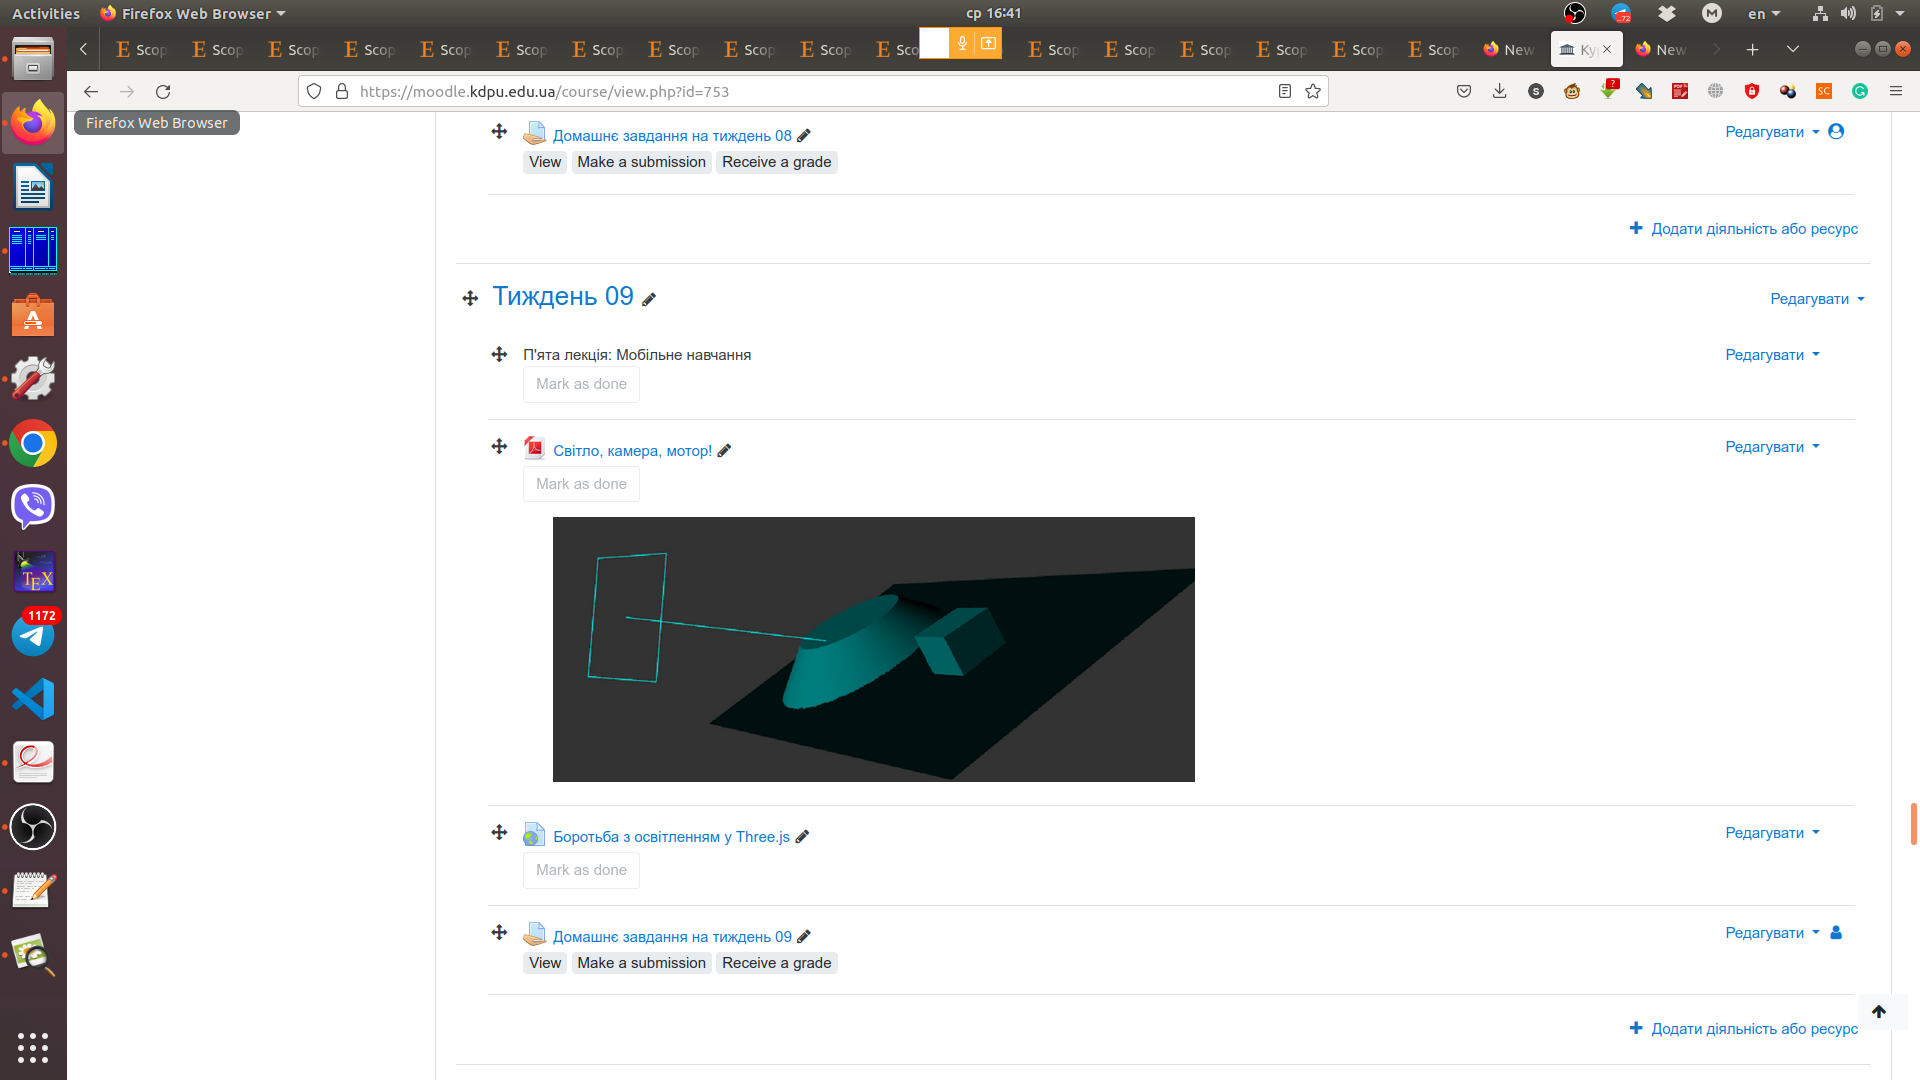 Activities Firefox Web Browser ср 16:41 en
Scop Scop Scop Scop Scop Scop Scop Scop Scop Scop Sco Scop Scop Scop Scop Scop Scop New Ку New
https://moodle.kdpu.edu.ua/course/view.php?id=753
Firefox Web Browser
Домашнє завдання на тиждень 08 Редагувати
View Make a submission Receive a grade
Додати діяльність або ресурс
Тиждень 09 Редагувати
П'ята лекція: Мобільне навчання Редагувати
Mark as done
Світло, камера, мотор! Редагувати
Mark as done
1172
Боротьба з освітленням у Three.js Редагувати
Mark as done
Домашнє завдання на тиждень 09 Редагувати
View Make a submission Receive a grade
Додати діяльність або ресурс